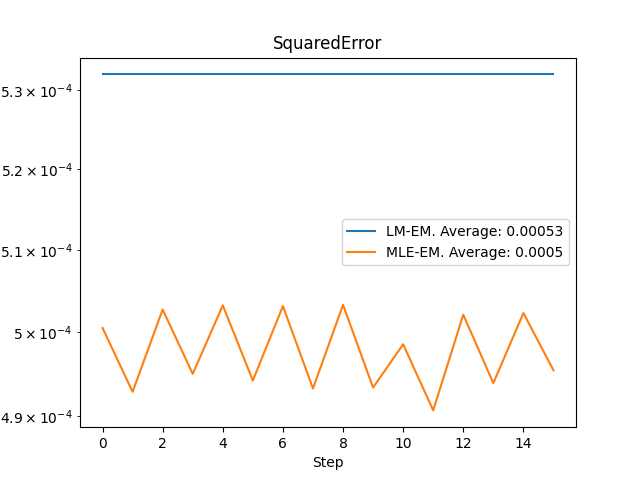 SquaredError
5.3 × 10⁻⁴
5.2 × 10⁻⁴
5.1 × 10⁻⁴
5 × 10⁻⁴
4.9 × 10⁻⁴
LM-EM. Average: 0.00053
MLE-EM. Average: 0.0005
0 2 4 6 8 10 12 14
Step